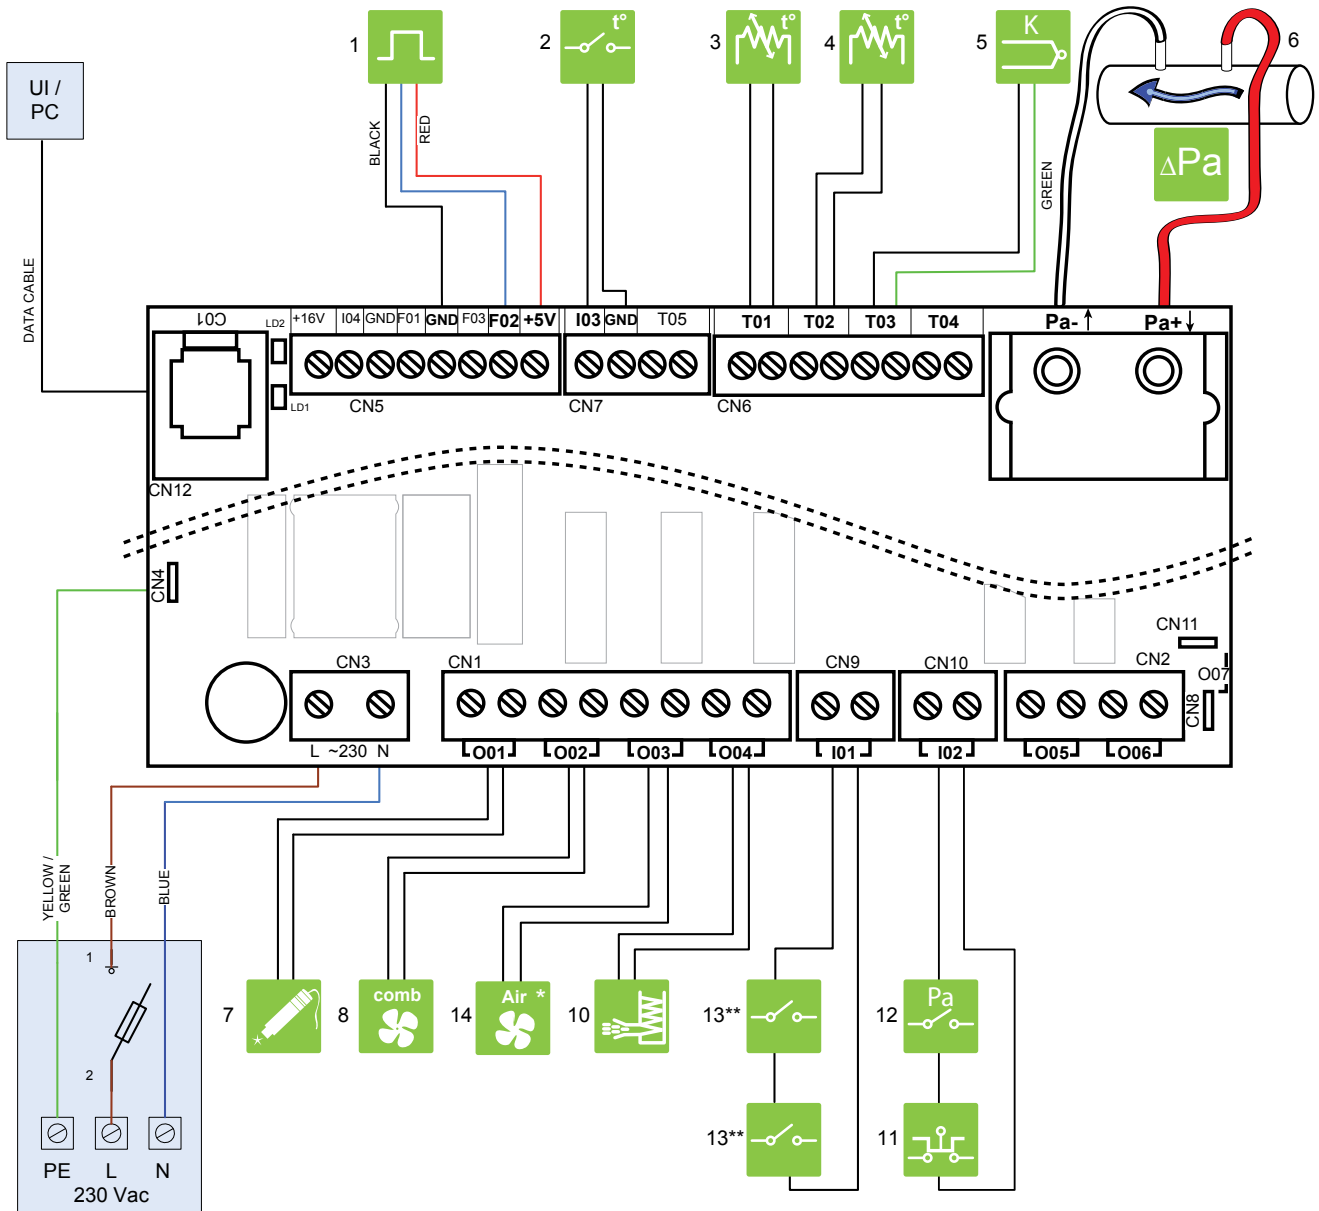 1
2
t°
3
t°
4
t°
5
K
6
UI /
PC
BLACK
RED
GREEN
ΔPa
DATA CABLE
C01
LD2
+16V
I04
GND
F01
GND
F03
F02
+5V
I03
GND
T05
T01
T02
T03
T04
Pa-
Pa+
LD1
CN5
CN7
CN6
CN12
CN4
CN11
CN3
CN1
CN9
CN10
CN2
O07
CN8
L ~230 N
O01
O02
O03
O04
I01
I02
O05
O06
YELLOW /
GREEN
BROWN
BLUE
1
2
PE
L
N
230 Vac
7
8
comb
14
Air *
10
13**
12
Pa
13**
11